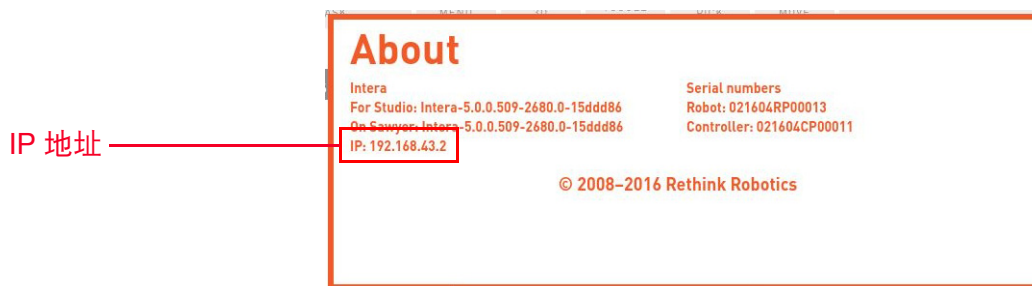 About
Intera
For Studio: Intera-5.0.0.509-2680.0-15ddd86
On Sawyer: Intera-5.0.0.509-2680.0-15ddd86
IP: 192.168.43.2
Serial numbers
Robot: 021604RP00013
Controller: 021604CP00011
IP 地址
© 2008–2016 Rethink Robotics